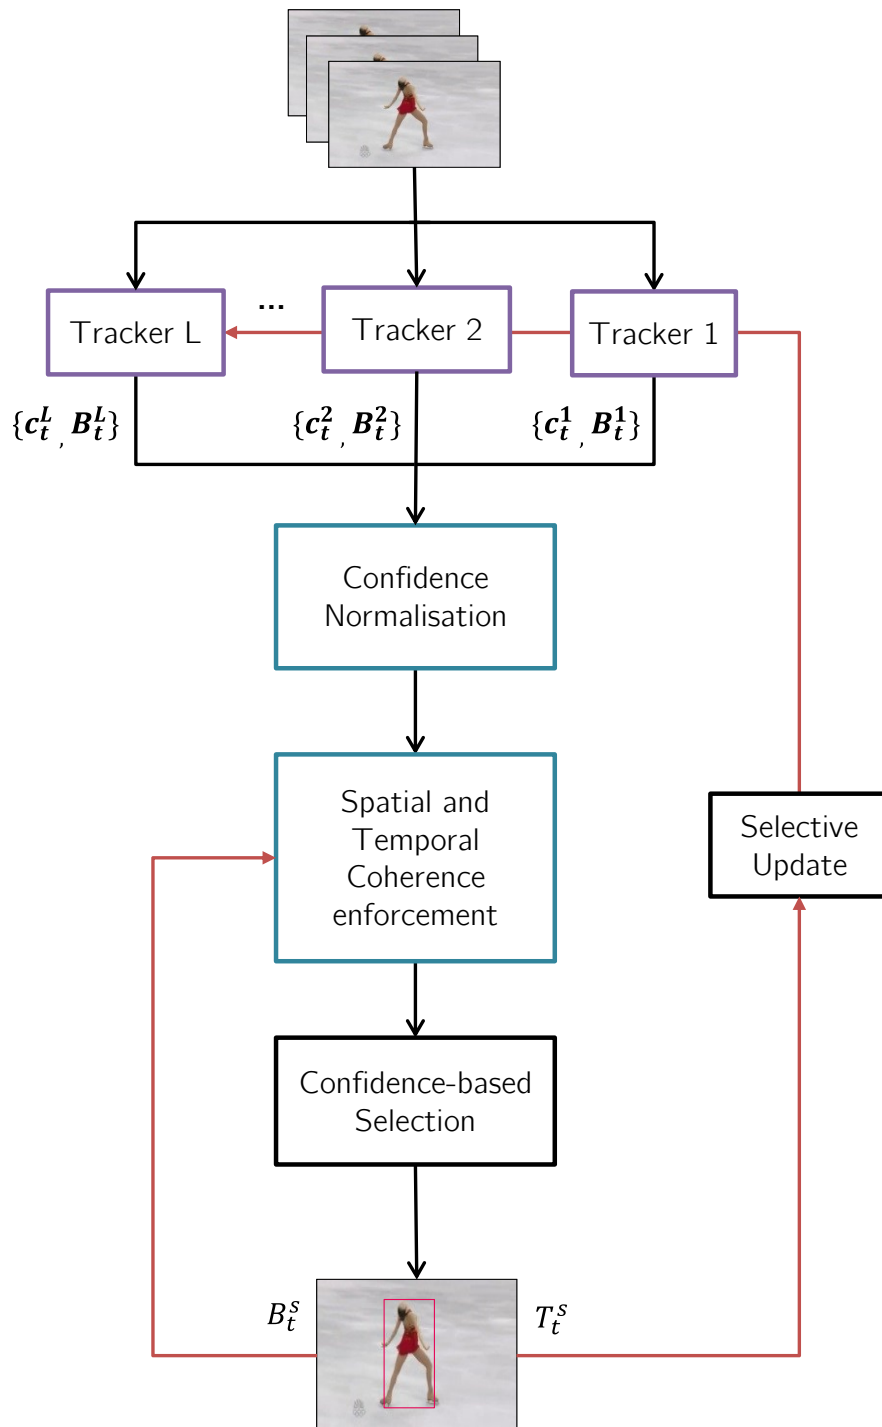 ...
Tracker L
Tracker 2
Tracker 1
{c_t^L, B_t^L}
{c_t^2, B_t^2}
{c_t^1, B_t^1}
Confidence
Normalisation
Spatial and
Temporal
Coherence
enforcement
Selective
Update
Confidence-based
Selection
B_t^s
T_t^s